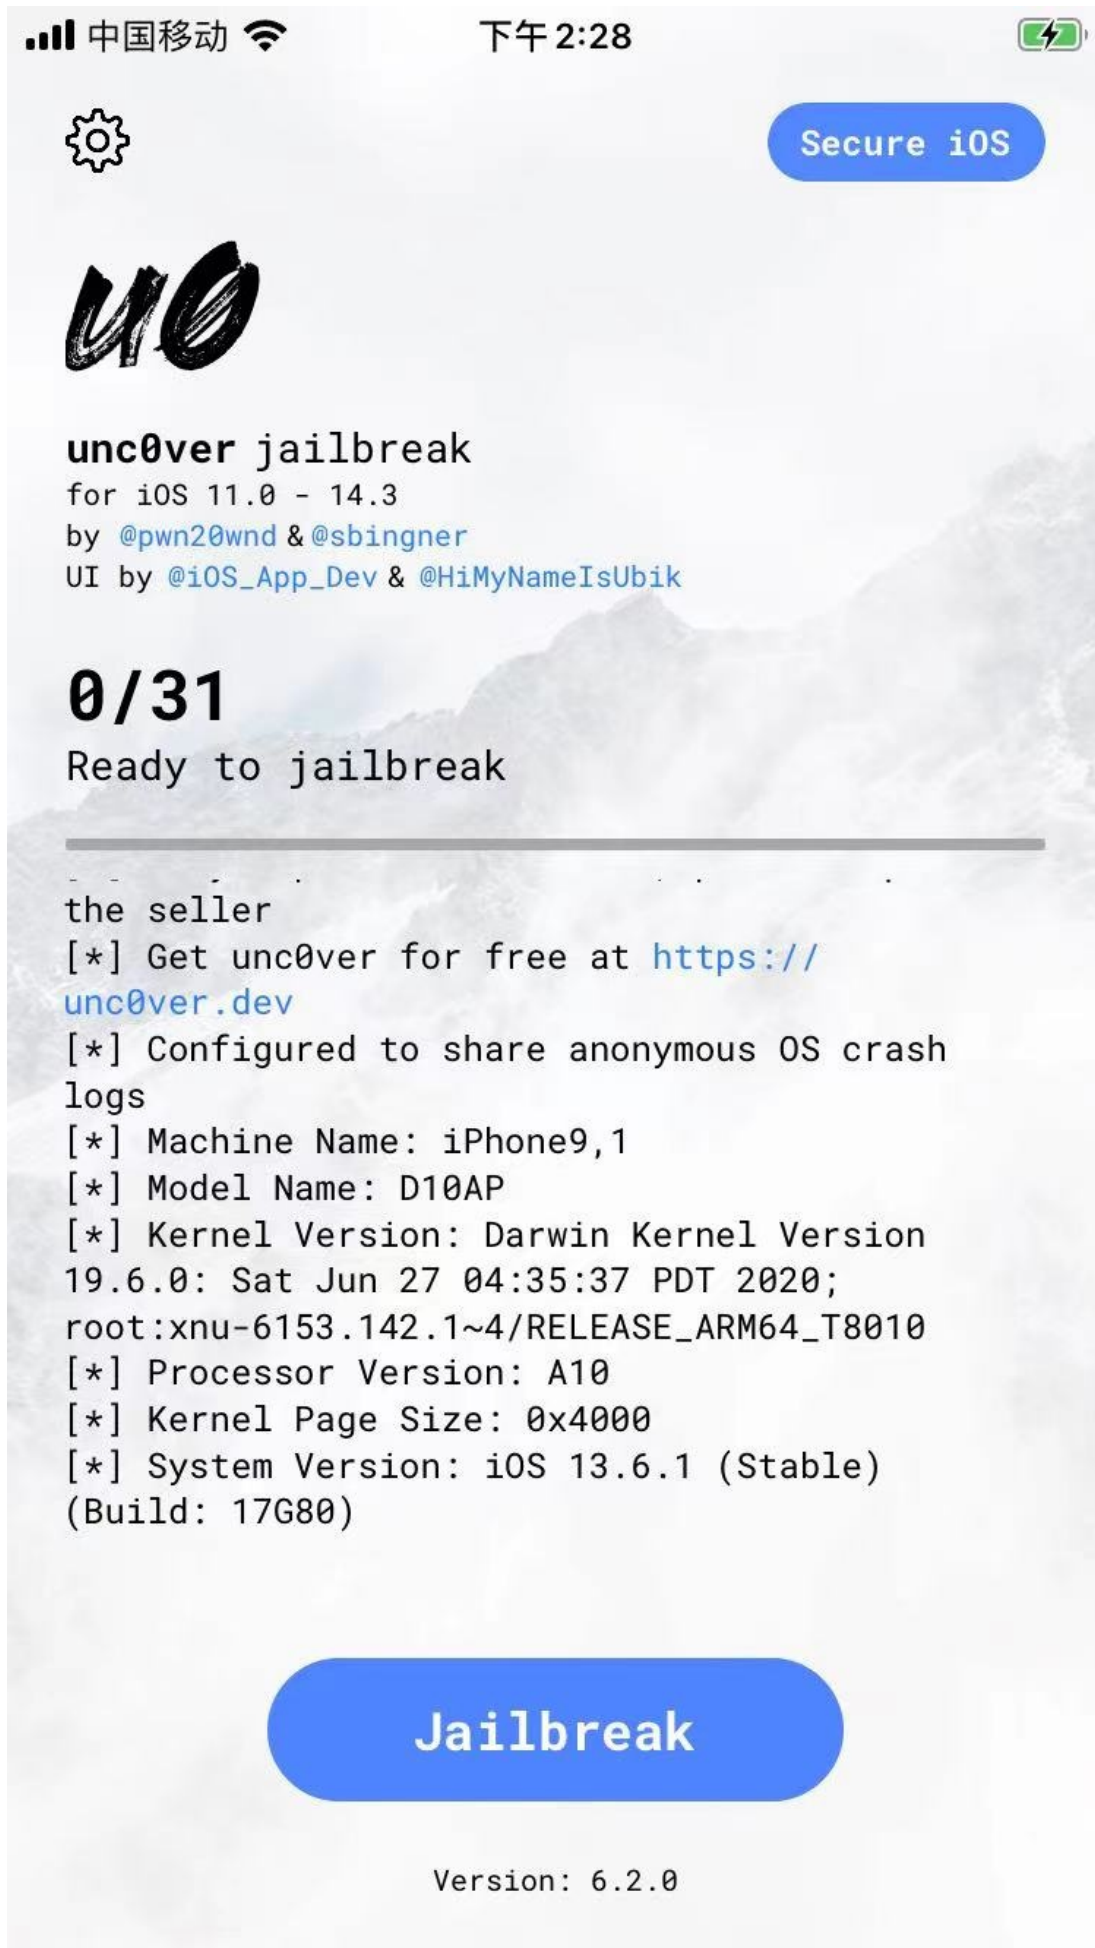 中国移动
下午2:28
Secure iOS
u0
unc0ver jailbreak
for iOS 11.0 - 14.3
by @pwn20wnd & @sbingner
UI by @iOS_App_Dev & @HiMyNameIsUbik
0/31
Ready to jailbreak
the seller
[*] Get unc0ver for free at https://
unc0ver.dev
[*] Configured to share anonymous OS crash
logs
[*] Machine Name: iPhone9,1
[*] Model Name: D10AP
[*] Kernel Version: Darwin Kernel Version
19.6.0: Sat Jun 27 04:35:37 PDT 2020;
root:xnu-6153.142.1~4/RELEASE_ARM64_T8010
[*] Processor Version: A10
[*] Kernel Page Size: 0x4000
[*] System Version: iOS 13.6.1 (Stable)
(Build: 17G80)
Jailbreak
Version: 6.2.0